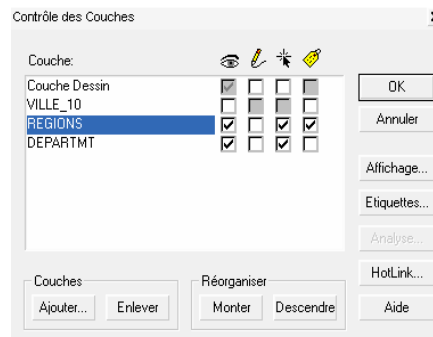 Contrôle des Couches
Couche:
Couche Dessin
VILLE_10
REGIONS
DEPARTMT
OK
Annuler
Affichage...
Etiquettes...
Analyse...
HotLink...
Aide
Couches
Ajouter...
Enlever
Réorganiser
Monter
Descendre